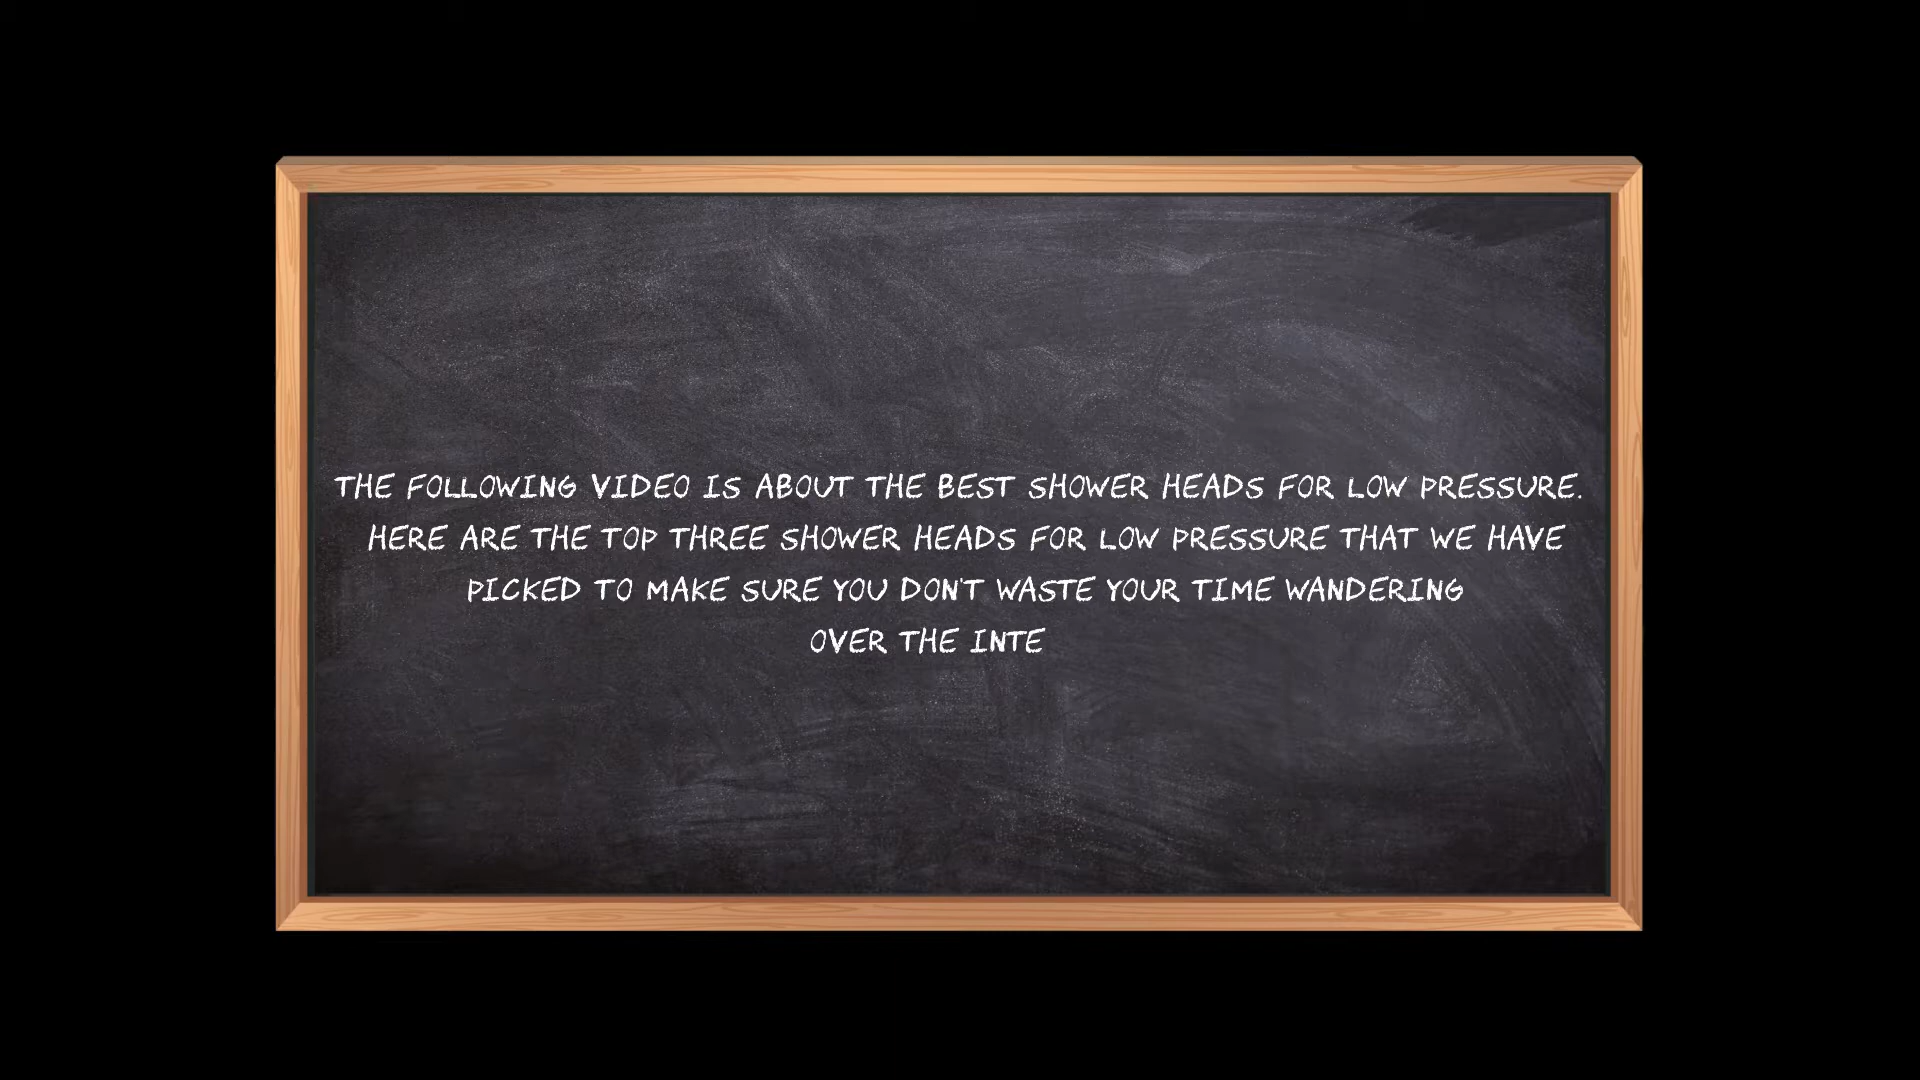 THE FOLLOWING VIDEO IS ABOUT THE BEST SHOWER HEADS FOR LOW PRESSURE.
HERE ARE THE TOP THREE SHOWER HEADS FOR LOW PRESSURE THAT WE HAVE
PICKED TO MAKE SURE YOU DON'T WASTE YOUR TIME WANDERING
OVER THE INTE